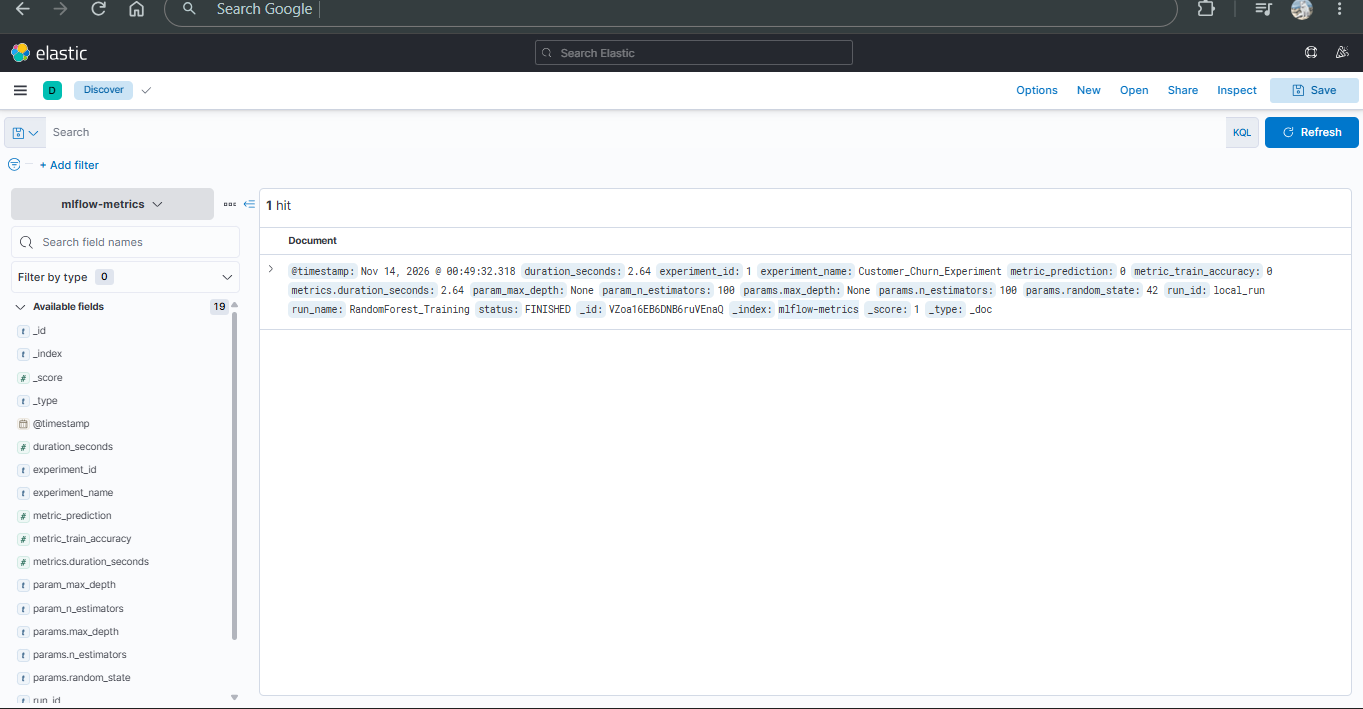 Search Google
elastic
Search Elastic
D
Discover
Options
New
Open
Share
Inspect
Save
Search
KQL
Refresh
+ Add filter
mlflow-metrics
1 hit
Search field names
Document
Filter by type 0
@timestamp: Nov 14, 2026 @ 00:49:32.318 duration_seconds: 2.64 experiment_id: 1 experiment_name: Customer_Churn_Experiment metric_prediction: 0 metric_train_accuracy: 0
metrics.duration_seconds: 2.64 param_max_depth: None param_n_estimators: 100 params.max_depth: None params.n_estimators: 100 params.random_state: 42 run_id: local_run
run_name: RandomForest_Training status: FINISHED _id: VZoa16EB6DNB6ruVEnaQ _index: mlflow-metrics _score: 1 _type: _doc
Available fields 19
t _id
t _index
# _score
t _type
@timestamp
# duration_seconds
t experiment_id
t experiment_name
# metric_prediction
# metric_train_accuracy
# metrics.duration_seconds
t param_max_depth
t param_n_estimators
t params.max_depth
t params.n_estimators
t params.random_state
t run_id